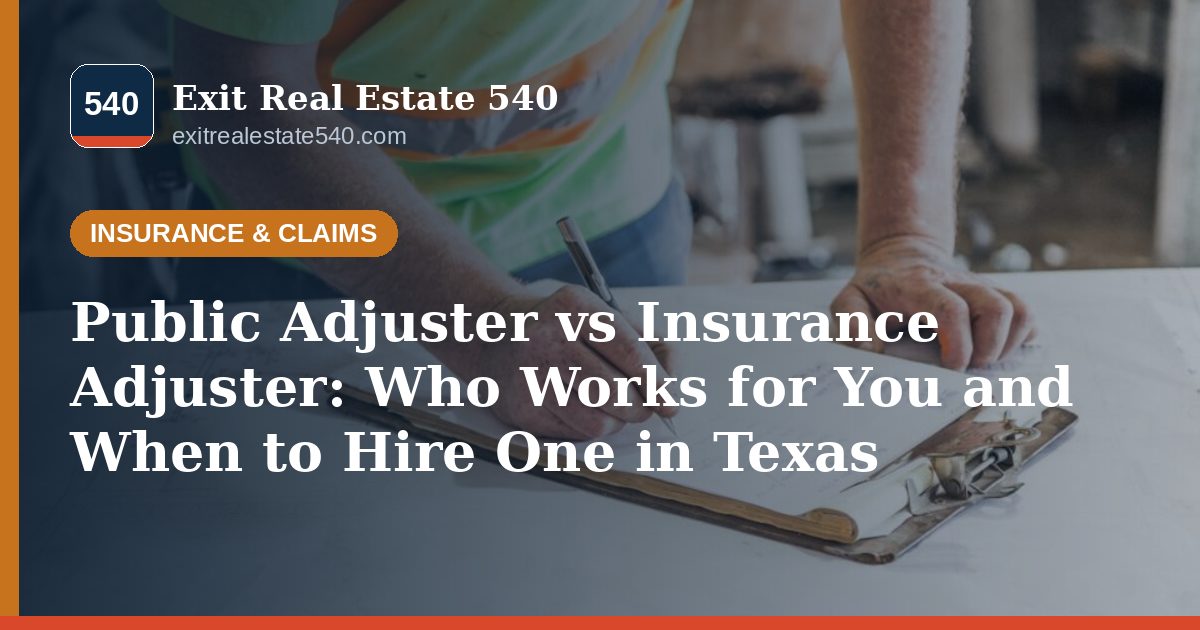 540
Exit Real Estate 540
exitrealestate540.com
INSURANCE & CLAIMS
Public Adjuster vs Insurance
Adjuster: Who Works for You and
When to Hire One in Texas